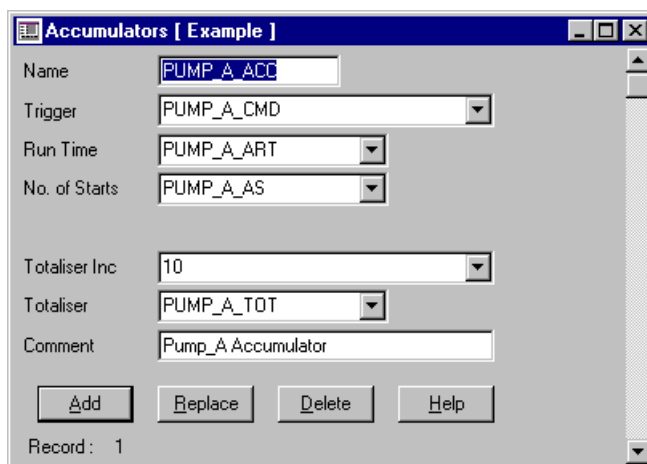 Accumulators [ Example ]
Name PUMP_A_ACC
Trigger PUMP_A_CMD
Run Time PUMP_A_ART
No. of Starts PUMP_A_AS
Totaliser Inc 10
Totaliser PUMP_A_TOT
Comment Pump_A Accumulator
Add Replace Delete Help
Record : 1